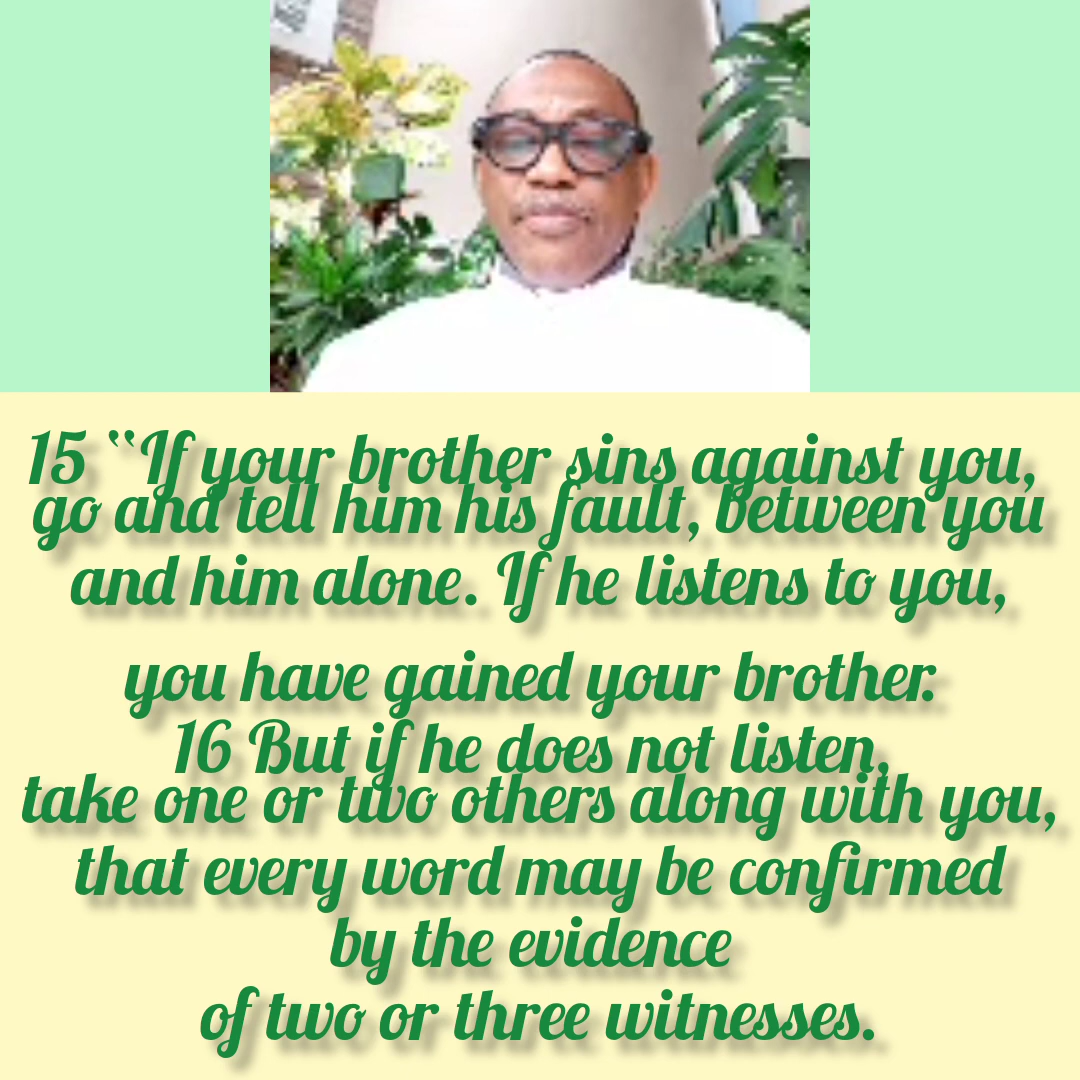 15 “If your brother sins against you,
go and tell him his fault, between you
and him alone. If he listens to you,
you have gained your brother.
16 But if he does not listen,
take one or two others along with you,
that every word may be confirmed
by the evidence
of two or three witnesses.